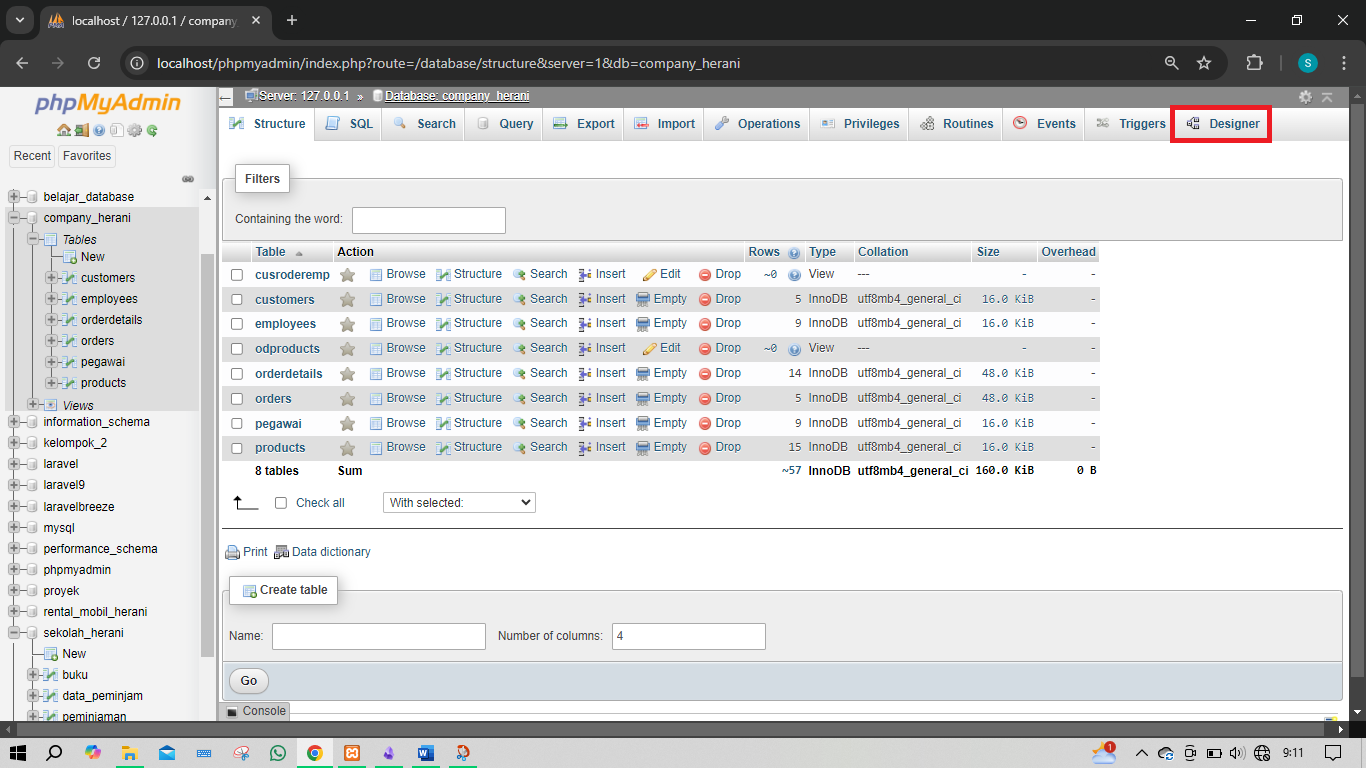 localhost / 127.0.0.1 / company_
localhost/phpmyadmin/index.php?route=/database/structure&server=1&db=company_herani
S
phpMyAdmin
Recent Favorites
belajar_database
company_herani
Tables
New
customers
employees
orderdetails
orders
pegawai
products
Views
information_schema
kelompok_2
laravel
laravel9
laravelbreeze
mysql
performance_schema
phpmyadmin
proyek
rental_mobil_herani
sekolah_herani
New
buku
data_peminjam
peminjaman
Server: 127.0.0.1 » Database: company_herani
Structure SQL Search Query Export Import Operations Privileges Routines Events Triggers Designer
Filters
Containing the word:
Table Action Rows Type Collation Size Overhead
cusroderemp Browse Structure Search Insert Edit Drop ~0 View --- - -
customers Browse Structure Search Insert Empty Drop 5 InnoDB utf8mb4_general_ci 16.0 KiB -
employees Browse Structure Search Insert Empty Drop 9 InnoDB utf8mb4_general_ci 16.0 KiB -
odproducts Browse Structure Search Insert Edit Drop ~0 View --- - -
orderdetails Browse Structure Search Insert Empty Drop 14 InnoDB utf8mb4_general_ci 48.0 KiB -
orders Browse Structure Search Insert Empty Drop 5 InnoDB utf8mb4_general_ci 48.0 KiB -
pegawai Browse Structure Search Insert Empty Drop 9 InnoDB utf8mb4_general_ci 16.0 KiB -
products Browse Structure Search Insert Empty Drop 15 InnoDB utf8mb4_general_ci 16.0 KiB -
8 tables Sum ~57 InnoDB utf8mb4_general_ci 160.0 KiB 0 B
Check all With selected:
Print Data dictionary
Create table
Name: Number of columns: 4
Go
Console
1 9:11